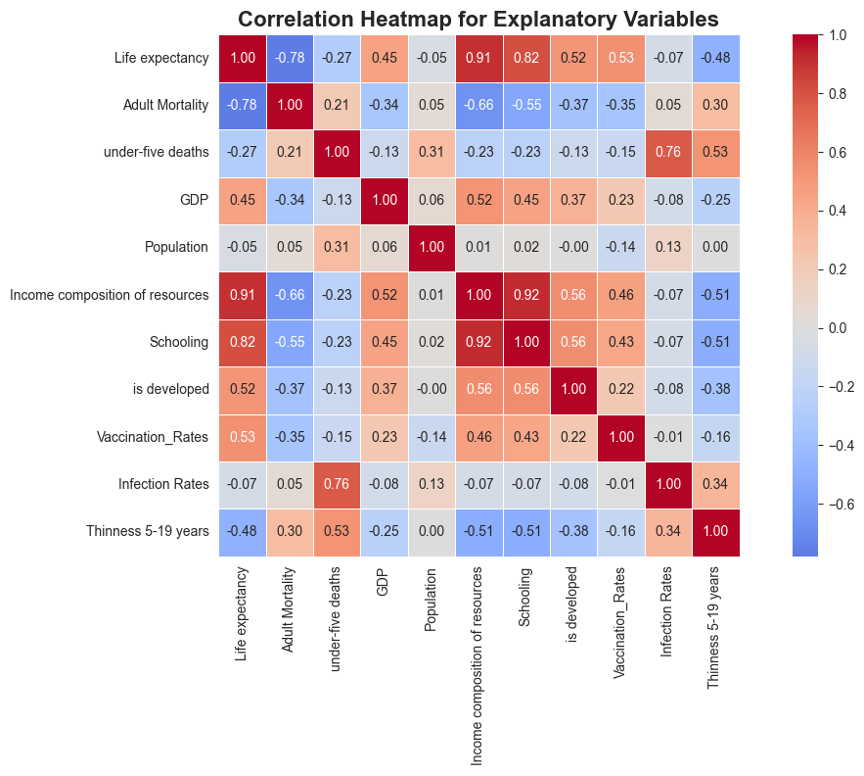 Correlation Heatmap for Explanatory Variables
Life expectancy 1.00 -0.78 -0.27 0.45 -0.05 0.91 0.82 0.52 0.53 -0.07 -0.48
Adult Mortality -0.78 1.00 0.21 -0.34 0.05 -0.66 -0.55 -0.37 -0.35 0.05 0.30
under-five deaths -0.27 0.21 1.00 -0.13 0.31 -0.23 -0.23 -0.13 -0.15 0.76 0.53
GDP 0.45 -0.34 -0.13 1.00 0.06 0.52 0.45 0.37 0.23 -0.08 -0.25
Population -0.05 0.05 0.31 0.06 1.00 0.01 0.02 -0.00 -0.14 0.13 0.00
Income composition of resources 0.91 -0.66 -0.23 0.52 0.01 1.00 0.92 0.56 0.46 -0.07 -0.51
Schooling 0.82 -0.55 -0.23 0.45 0.02 0.92 1.00 0.56 0.43 -0.07 -0.51
is developed 0.52 -0.37 -0.13 0.37 -0.00 0.56 0.56 1.00 0.22 -0.08 -0.38
Vaccination_Rates 0.53 -0.35 -0.15 0.23 -0.14 0.46 0.43 0.22 1.00 -0.01 -0.16
Infection Rates -0.07 0.05 0.76 -0.08 0.13 -0.07 -0.07 -0.08 -0.01 1.00 0.34
Thinness 5-19 years -0.48 0.30 0.53 -0.25 0.00 -0.51 -0.51 -0.38 -0.16 0.34 1.00
Life expectancy
Adult Mortality
under-five deaths
GDP
Population
Income composition of resources
Schooling
is developed
Vaccination_Rates
Infection Rates
Thinness 5-19 years
1.0
0.8
0.6
0.4
0.2
0.0
−0.2
−0.4
−0.6